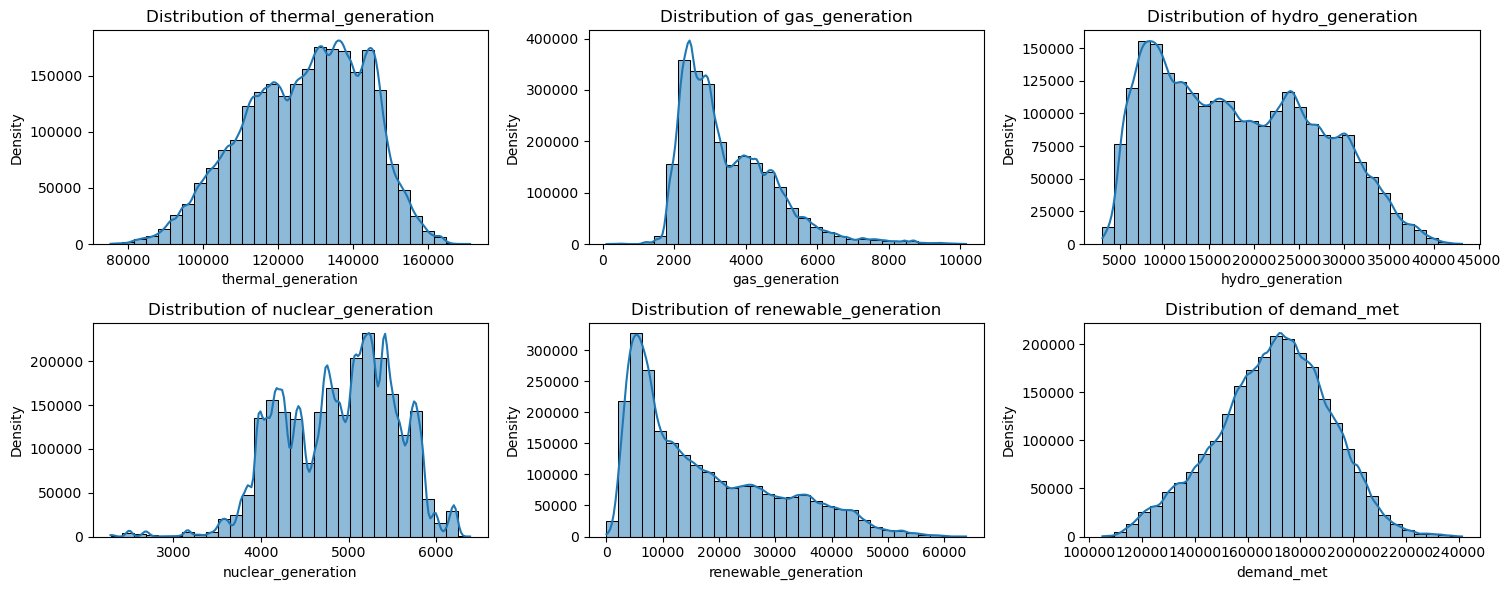 Distribution of thermal_generation
Density
150000
100000
50000
0
80000 100000 120000 140000 160000
thermal_generation
Distribution of gas_generation
Density
400000
300000
200000
100000
0
0 2000 4000 6000 8000 10000
gas_generation
Distribution of hydro_generation
Density
150000
125000
100000
75000
50000
25000
0
5000 10000 15000 20000 25000 30000 35000 40000 45000
hydro_generation
Distribution of nuclear_generation
Density
200000
150000
100000
50000
0
3000 4000 5000 6000
nuclear_generation
Distribution of renewable_generation
Density
300000
250000
200000
150000
100000
50000
0
0 10000 20000 30000 40000 50000 60000
renewable_generation
Distribution of demand_met
Density
200000
150000
100000
50000
0
100000 120000 140000 160000 180000 200000 220000 240000
demand_met